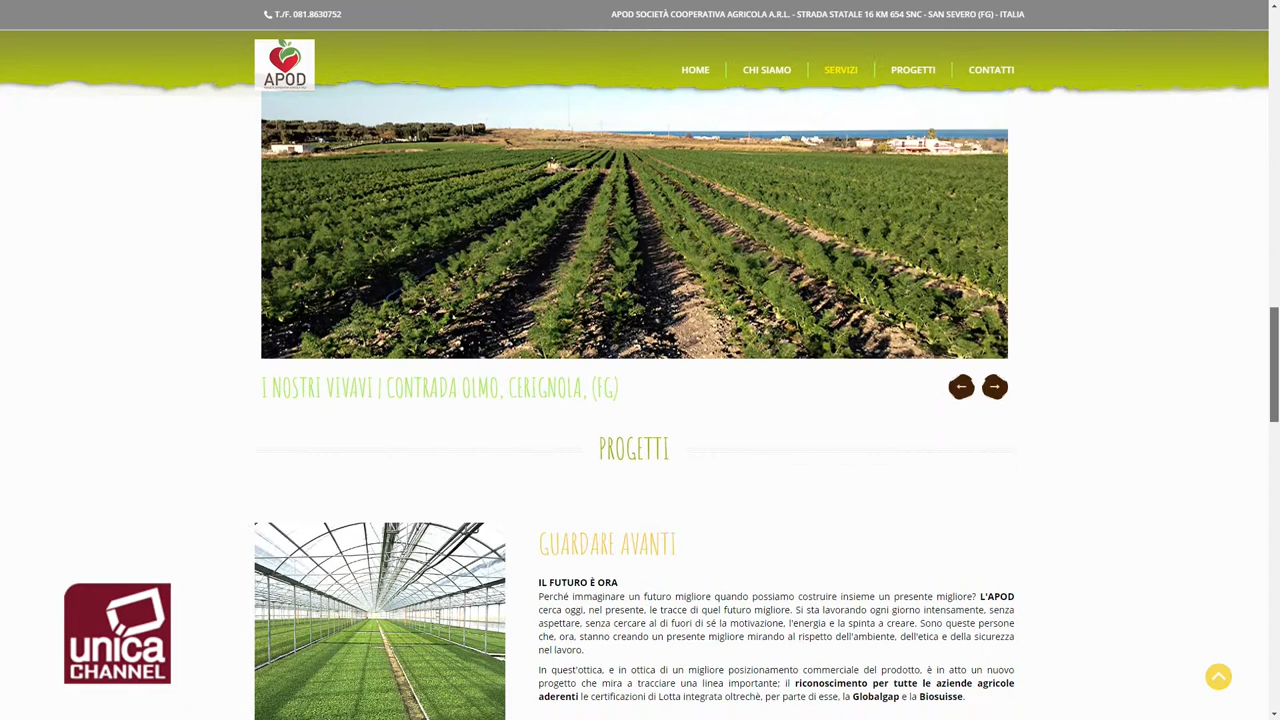 T./F. 081.8630752
APOD SOCIETÀ COOPERATIVA AGRICOLA A.R.L. - STRADA STATALE 16 KM 654 SNC - SAN SEVERO (FG) - ITALIA
APOD
HOME
CHI SIAMO
SERVIZI
PROGETTI
CONTATTI
I NOSTRI VIVAVI | CONTRADA OLMO, CERIGNOLA, (FG)
PROGETTI
GUARDARE AVANTI
IL FUTURO È ORA
Perché immaginare un futuro migliore quando possiamo costruire insieme un presente migliore? L'APOD
cerca oggi, nel presente, le tracce di quel futuro migliore. Si sta lavorando ogni giorno intensamente, senza
aspettare, senza cercare al di fuori di sé la motivazione, l'energia e la spinta a creare. Sono queste persone
che, ora, stanno creando un presente migliore mirando al rispetto dell'ambiente, dell'etica e della sicurezza
nel lavoro.
In quest'ottica, e in ottica di un migliore posizionamento commerciale del prodotto, è in atto un nuovo
progetto che mira a tracciare una linea importante; il riconoscimento per tutte le aziende agricole
aderenti le certificazioni di Lotta integrata oltrechè, per parte di esse, la Globalgap e la Biosuisse.
unica
CHANNEL